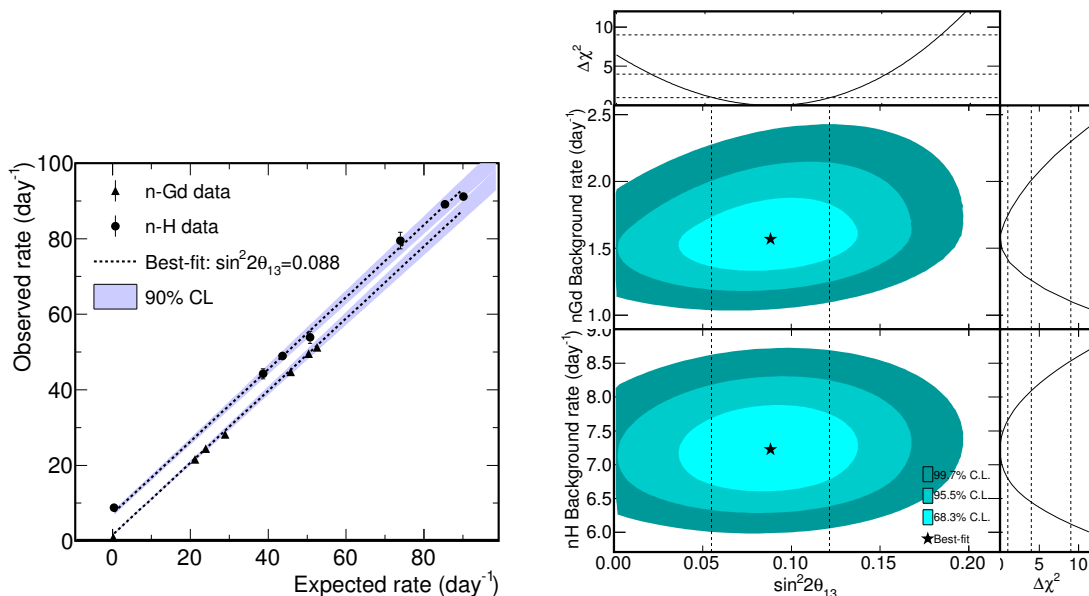 Observed rate (day⁻¹)
100
80
60
40
20
0
n-Gd data
n-H data
Best-fit: sin²2θ₁₃=0.088
90% CL
0 20 40 60 80
Expected rate (day⁻¹)
Δχ²
10
5
0
nGd Background rate (day⁻¹)
2.5
2.0
1.5
1.0
nH Background rate (day⁻¹)
9.0
8.5
8.0
7.5
7.0
6.5
6.0
99.7% C.L.
95.5% C.L.
68.3% C.L.
Best-fit
0.00 0.05 0.10 0.15 0.20
sin²2θ₁₃
0 5 10
Δχ²